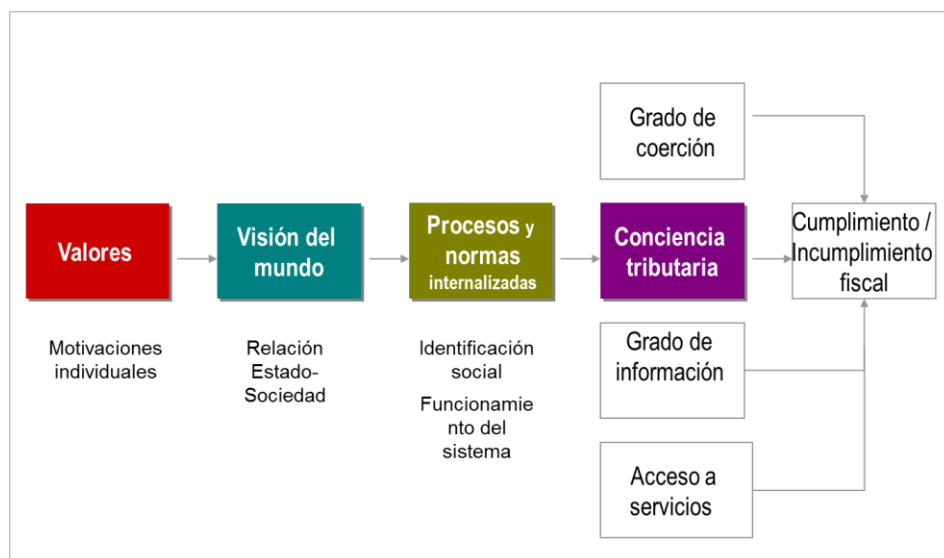 Grado de
coerción
Valores
Visión del
mundo
Procesos y
normas
internalizadas
Conciencia
tributaria
Cumplimiento /
Incumplimiento
fiscal
Motivaciones
individuales
Relación
Estado-
Sociedad
Identificación
social
Funcionamie
nto del
sistema
Grado de
información
Acceso a
servicios